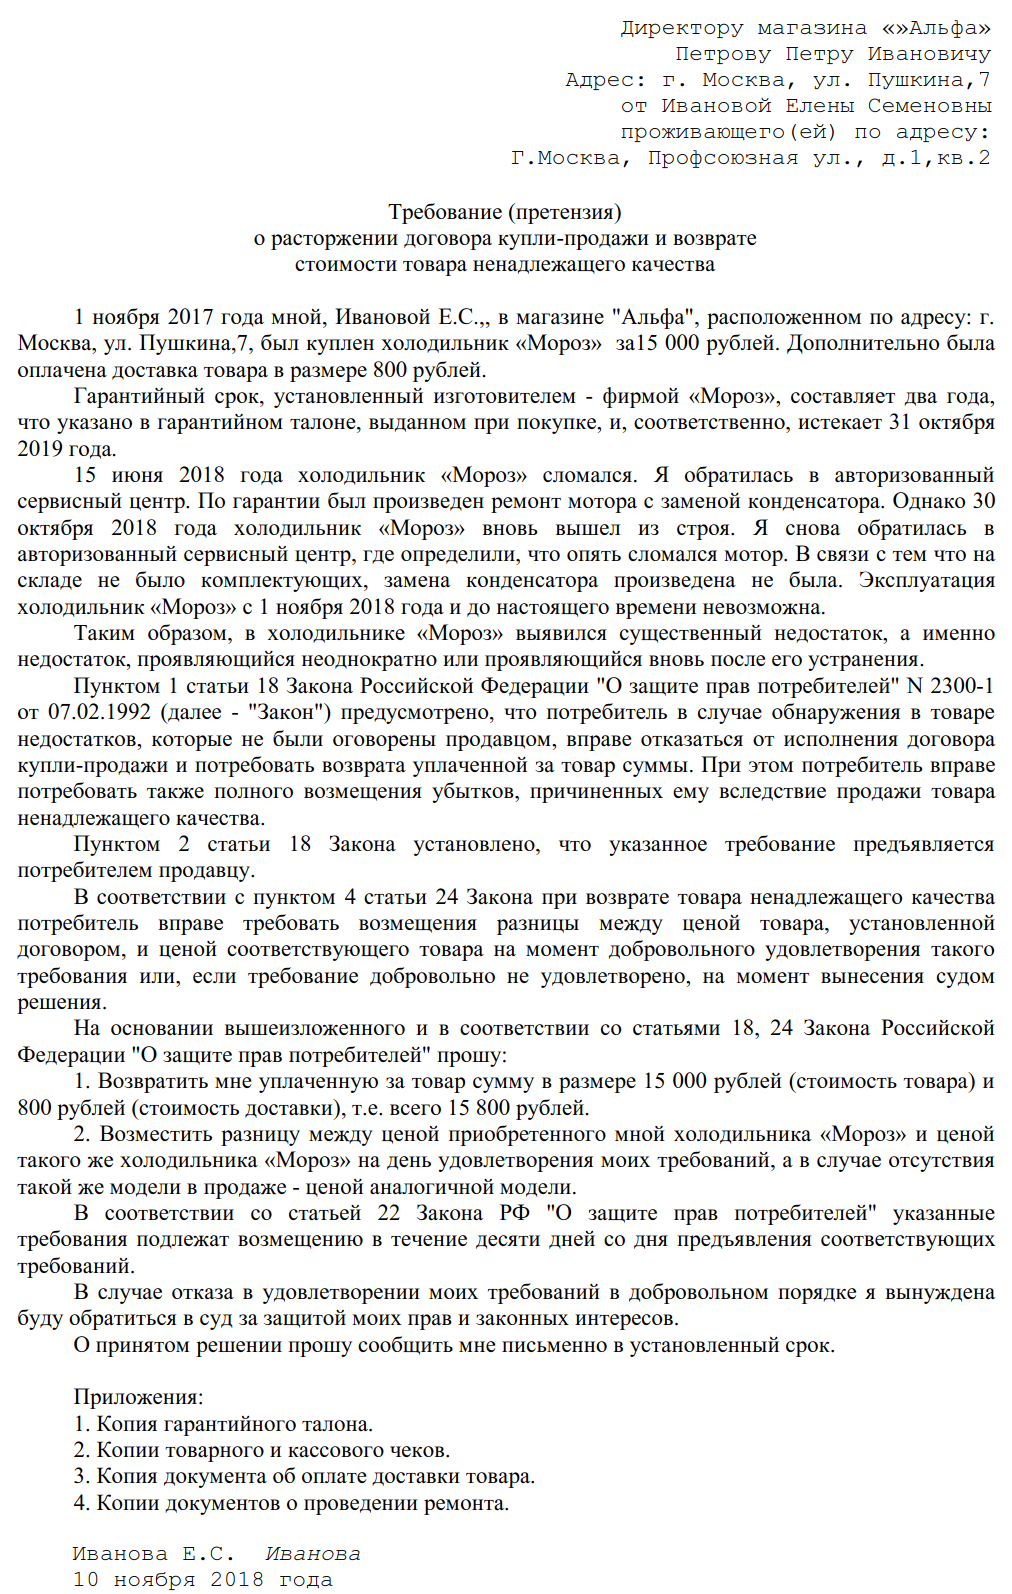 Директору магазина «»Альфа»
Петрову Петру Ивановичу
Адрес: г. Москва, ул. Пушкина,7
от Ивановой Елены Семеновны
проживающего(ей) по адресу:
Г.Москва, Профсоюзная ул., д.1,кв.2
Требование (претензия)
о расторжении договора купли-продажи и возврате
стоимости товара ненадлежащего качества
1 ноября 2017 года мной, Ивановой Е.С.,, в магазине "Альфа", расположенном по адресу: г.
Москва, ул. Пушкина,7, был куплен холодильник «Мороз»  за15 000 рублей. Дополнительно была
оплачена доставка товара в размере 800 рублей.
Гарантийный срок, установленный изготовителем - фирмой «Мороз», составляет два года,
что указано в гарантийном талоне, выданном при покупке, и, соответственно, истекает 31 октября
2019 года.
15 июня 2018 года холодильник «Мороз» сломался. Я обратилась в авторизованный
сервисный центр. По гарантии был произведен ремонт мотора с заменой конденсатора. Однако 30
октября 2018 года холодильник «Мороз» вновь вышел из строя. Я снова обратилась в
авторизованный сервисный центр, где определили, что опять сломался мотор. В связи с тем что на
складе не было комплектующих, замена конденсатора произведена не была. Эксплуатация
холодильник «Мороз» с 1 ноября 2018 года и до настоящего времени невозможна.
Таким образом, в холодильнике «Мороз» выявился существенный недостаток, а именно
недостаток, проявляющийся неоднократно или проявляющийся вновь после его устранения.
Пунктом 1 статьи 18 Закона Российской Федерации "О защите прав потребителей" N 2300-1
от 07.02.1992 (далее - "Закон") предусмотрено, что потребитель в случае обнаружения в товаре
недостатков, которые не были оговорены продавцом, вправе отказаться от исполнения договора
купли-продажи и потребовать возврата уплаченной за товар суммы. При этом потребитель вправе
потребовать также полного возмещения убытков, причиненных ему вследствие продажи товара
ненадлежащего качества.
Пунктом 2 статьи 18 Закона установлено, что указанное требование предъявляется
потребителем продавцу.
В соответствии с пунктом 4 статьи 24 Закона при возврате товара ненадлежащего качества
потребитель вправе требовать возмещения разницы между ценой товара, установленной
договором, и ценой соответствующего товара на момент добровольного удовлетворения такого
требования или, если требование добровольно не удовлетворено, на момент вынесения судом
решения.
На основании вышеизложенного и в соответствии со статьями 18, 24 Закона Российской
Федерации "О защите прав потребителей" прошу:
1. Возвратить мне уплаченную за товар сумму в размере 15 000 рублей (стоимость товара) и
800 рублей (стоимость доставки), т.е. всего 15 800 рублей.
2. Возместить разницу между ценой приобретенного мной холодильника «Мороз» и ценой
такого же холодильника «Мороз» на день удовлетворения моих требований, а в случае отсутствия
такой же модели в продаже - ценой аналогичной модели.
В соответствии со статьей 22 Закона РФ "О защите прав потребителей" указанные
требования подлежат возмещению в течение десяти дней со дня предъявления соответствующих
требований.
В случае отказа в удовлетворении моих требований в добровольном порядке я вынуждена
буду обратиться в суд за защитой моих прав и законных интересов.
О принятом решении прошу сообщить мне письменно в установленный срок.
Приложения:
1. Копия гарантийного талона.
2. Копии товарного и кассового чеков.
3. Копия документа об оплате доставки товара.
4. Копии документов о проведении ремонта.
Иванова Е.С.  Иванова
10 ноября 2018 года